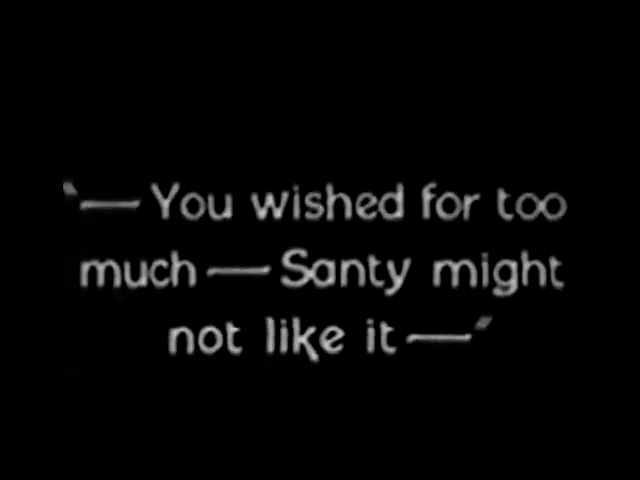 "— You wished for too
much — Santy might
not like it —"